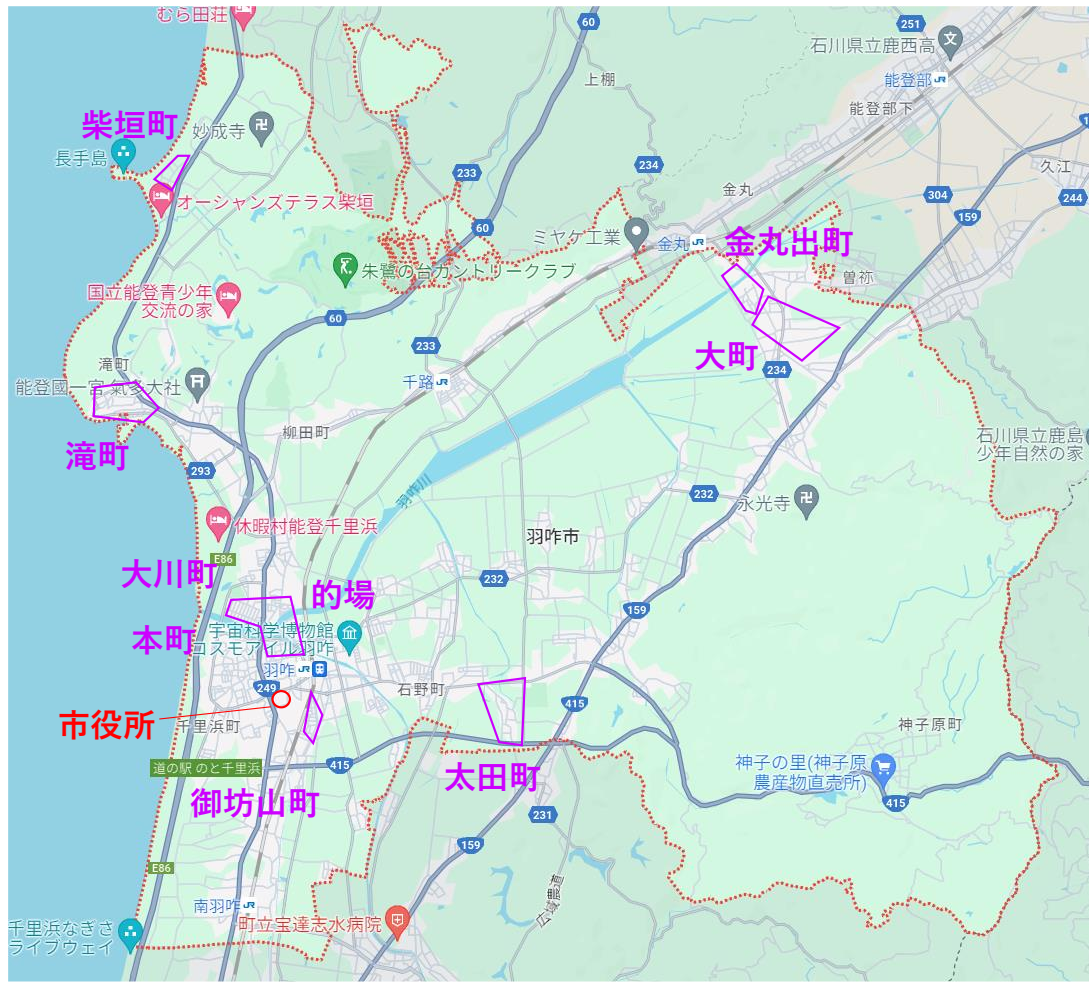 むら田荘
60
251
石川県立鹿西高
上棚
能登部
JR
能登部下
柴垣町
妙成寺
長手島
234
233
金丸
久江
304
244
オーシャンズテラス柴垣
159
60
ミヤケ工業
金丸
JR
金丸出町
朱鷺の台カントリークラブ
曽祢
国立能登青少年
交流の家
60
233
大町
滝町
234
能登國一宮 氣多大社
千路
JR
柳田町
滝町
石川県立鹿島
少年自然の家
293
羽咋川
232
永光寺
休暇村能登千里浜
羽咋市
E86
大川町
232
的場
159
本町
宇宙科学博物館
コスモアイル羽咋
羽咋
JR
249
石野町
415
市役所
千里浜町
神子原町
道の駅 のと千里浜
415
神子の里(神子原
農産物直売所)
太田町
御坊山町
415
231
159
E86
広域農道
南羽咋
JR
町立宝達志水病院
千里浜なぎさ
ライブウェイ